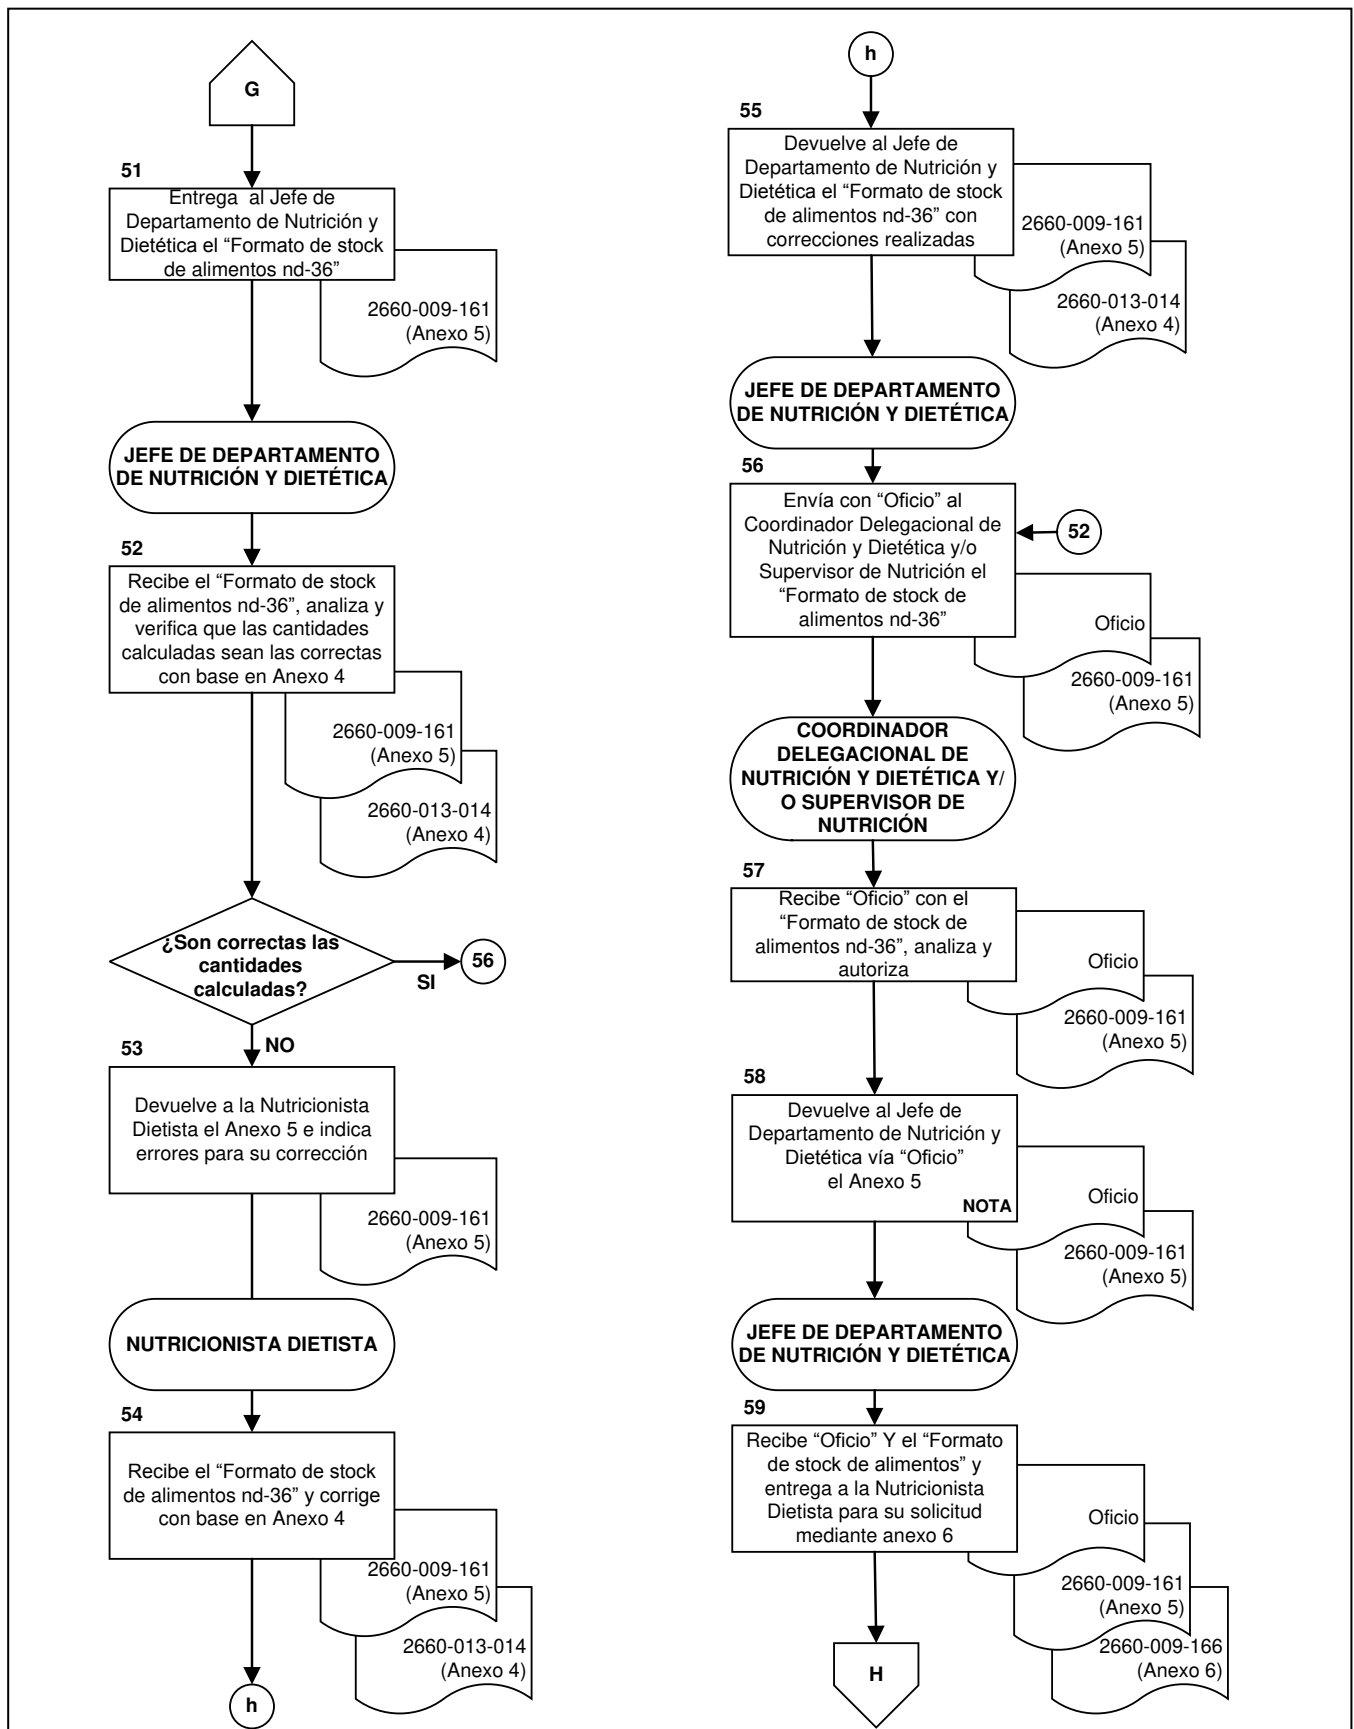 G
51
Entrega al Jefe de
Departamento de Nutrición y
Dietética el “Formato de stock
de alimentos nd-36”
2660-009-161
(Anexo 5)
JEFE DE DEPARTAMENTO
DE NUTRICIÓN Y DIETÉTICA
52
Recibe el “Formato de stock
de alimentos nd-36”, analiza y
verifica que las cantidades
calculadas sean las correctas
con base en Anexo 4
2660-009-161
(Anexo 5)
2660-013-014
(Anexo 4)
¿Son correctas las
cantidades
calculadas?
SI
56
NO
53
Devuelve a la Nutricionista
Dietista el Anexo 5 e indica
errores para su corrección
2660-009-161
(Anexo 5)
NUTRICIONISTA DIETISTA
54
Recibe el “Formato de stock
de alimentos nd-36” y corrige
con base en Anexo 4
2660-009-161
(Anexo 5)
2660-013-014
(Anexo 4)
h
h
55
Devuelve al Jefe de
Departamento de Nutrición y
Dietética el “Formato de stock
de alimentos nd-36” con
correcciones realizadas
2660-009-161
(Anexo 5)
2660-013-014
(Anexo 4)
JEFE DE DEPARTAMENTO
DE NUTRICIÓN Y DIETÉTICA
56
Envía con “Oficio” al
Coordinador Delegacional de
Nutrición y Dietética y/o
Supervisor de Nutrición el
“Formato de stock de
alimentos nd-36”
52
Oficio
2660-009-161
(Anexo 5)
COORDINADOR
DELEGACIONAL DE
NUTRICIÓN Y DIETÉTICA Y/
O SUPERVISOR DE
NUTRICIÓN
57
Recibe “Oficio” con el
“Formato de stock de
alimentos nd-36”, analiza y
autoriza
Oficio
2660-009-161
(Anexo 5)
58
Devuelve al Jefe de
Departamento de Nutrición y
Dietética vía “Oficio”
el Anexo 5
NOTA
Oficio
2660-009-161
(Anexo 5)
JEFE DE DEPARTAMENTO
DE NUTRICIÓN Y DIETÉTICA
59
Recibe “Oficio” Y el “Formato
de stock de alimentos” y
entrega a la Nutricionista
Dietista para su solicitud
mediante anexo 6
Oficio
2660-009-161
(Anexo 5)
2660-009-166
(Anexo 6)
H